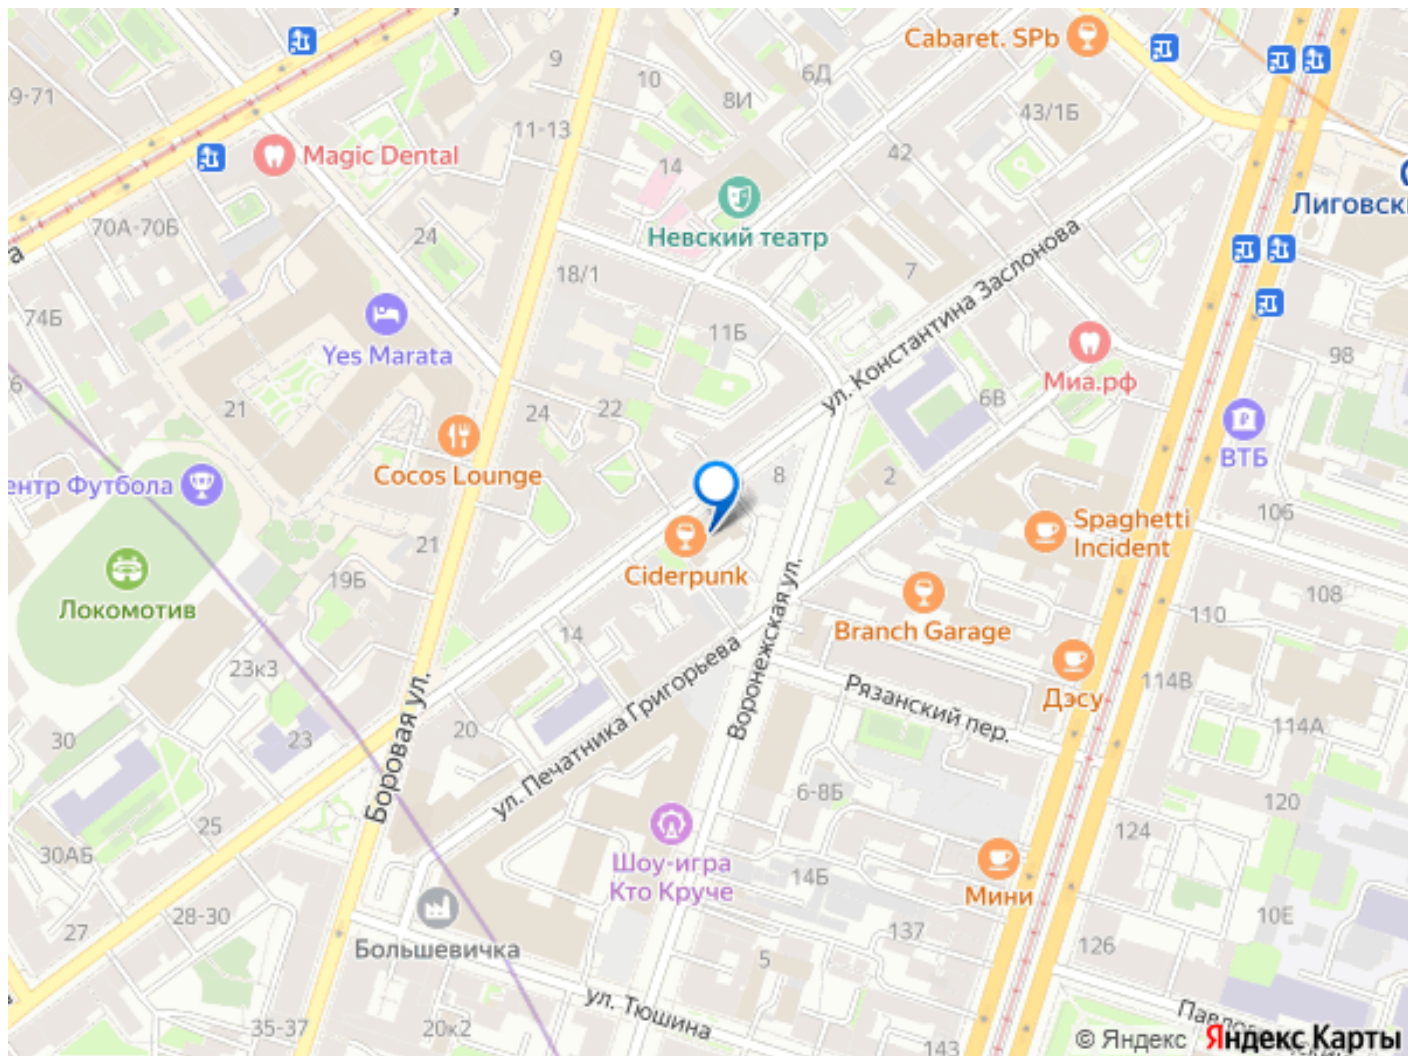 Cabaret. SPb
9
10
6Д
8И
9-71
43/1Б
11-13
Magic Dental
42
14
Лиговск
70А-70Б
24
Невский театр
а
7
18/1
ул. Константина Заслонова
74Б
11Б
Yes Marata
98
Миа.рф
6
6В
21
24
22
ВТБ
Cocos Lounge
8
2
ентр Футбола
106
Spaghetti
Incident
21
Ciderpunk
19Б
108
Локомотив
110
Воронежская ул.
14
Branch Garage
23к3
ул. Печатника Григорьева
114В
Рязанский пер.
Дэсу
Боровая ул.
20
114А
30
23
6-8Б
120
25
124
30АБ
Шоу-игра
Кто Круче
14Б
Мини
28-30
10Е
27
137
Большевичка
126
5
ул. Тюшина
35-37
20к2
143
© Яндекс Яндекс Карты